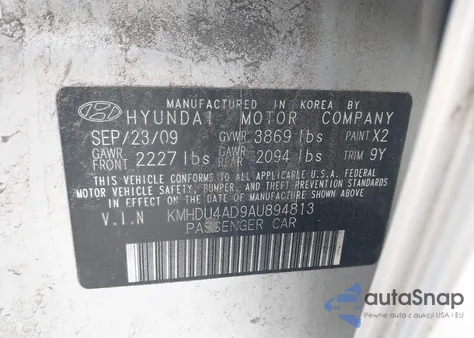 MANUFACTURED IN KOREA BY
HYUNDAI MOTOR COMPANY
SEP/23/09 GVWR 3869 lbs PAINT X2
GAWR FRONT 2227 lbs GAWR REAR 2094 lbs TRIM 9Y
THIS VEHICLE CONFORMS TO ALL APPLICABLE U.S.A. FEDERAL
MOTOR VEHICLE SAFETY, BUMPER, AND THEFT PREVENTION
STANDARDS IN EFFECT ON THE DATE OF MANUFACTURE SHOWN ABOVE.
V.I.N KMHDU4AD9AU894813
PASSENGER CAR
autoSnap
Pewne auta z aukcji USA i EU